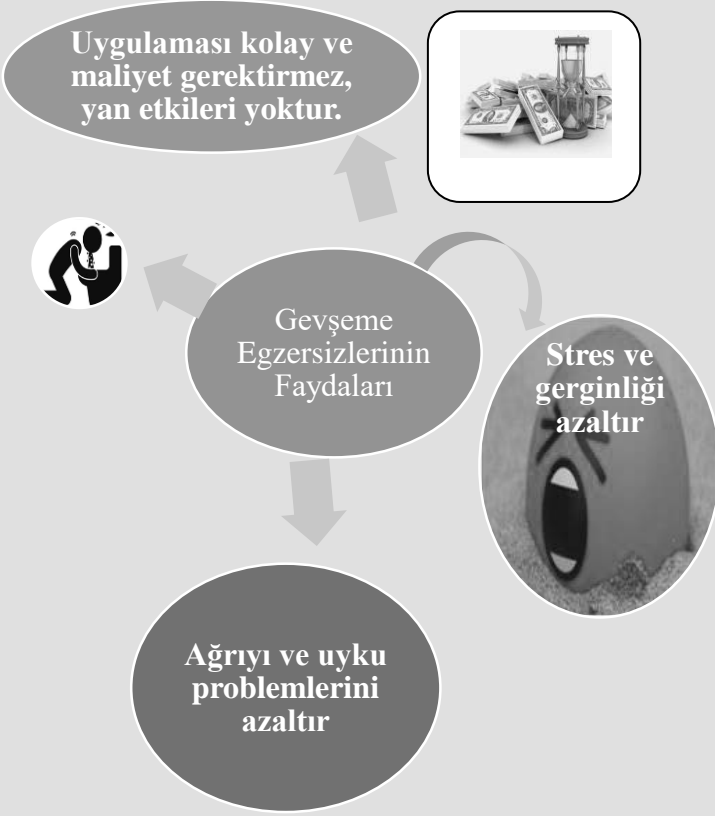 Uygulaması kolay ve
maliyet gerektirmez,
yan etkileri yoktur.
Gevşeme
Egzersizlerinin
Faydaları
Stres ve
gerginliği
azaltır
Ağrıyı ve uyku
problemlerini
azaltır